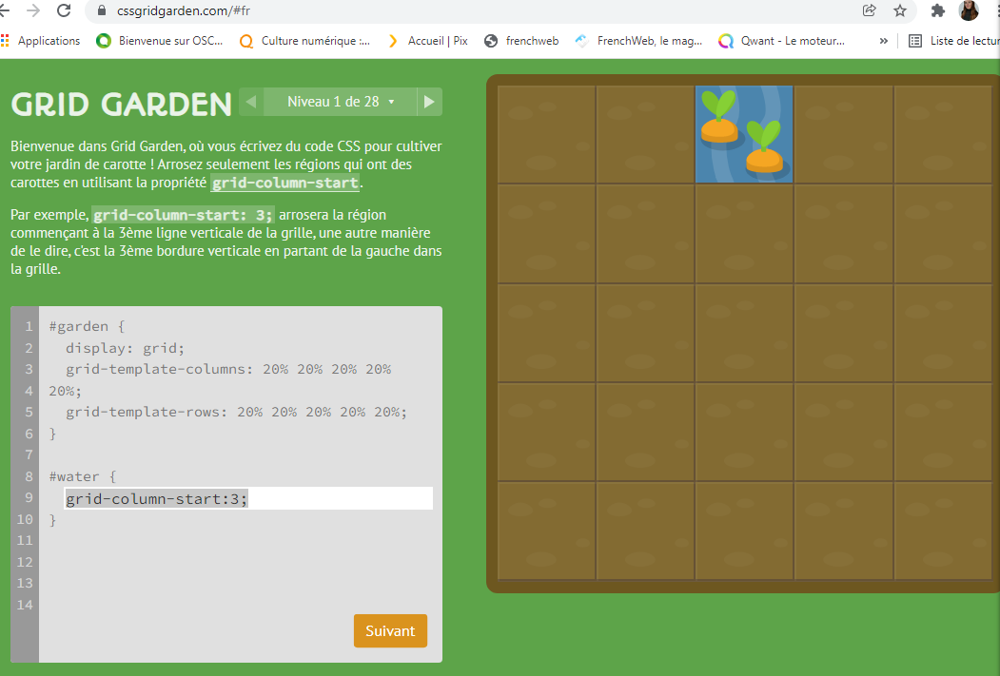 cssgridgarden.com/#fr
Applications Bienvenue sur OSC... Culture numérique :... Accueil | Pix frenchweb FrenchWeb, le mag... Qwant - Le moteur... » Liste de lectur
GRID GARDEN Niveau 1 de 28
Bienvenue dans Grid Garden, où vous écrivez du code CSS pour cultiver
votre jardin de carotte ! Arrosez seulement les régions qui ont des
carottes en utilisant la propriété grid-column-start.
Par exemple, grid-column-start: 3; arrosera la région
commençant à la 3ème ligne verticale de la grille, une autre manière
de le dire, c'est la 3ème bordure verticale en partant de la gauche dans
la grille.
1 #garden {
2 display: grid;
3 grid-template-columns: 20% 20% 20% 20%
4 20%;
5 grid-template-rows: 20% 20% 20% 20% 20%;
6 }
7
8 #water {
9 grid-column-start:3;
10 }
11
12
13
14
Suivant